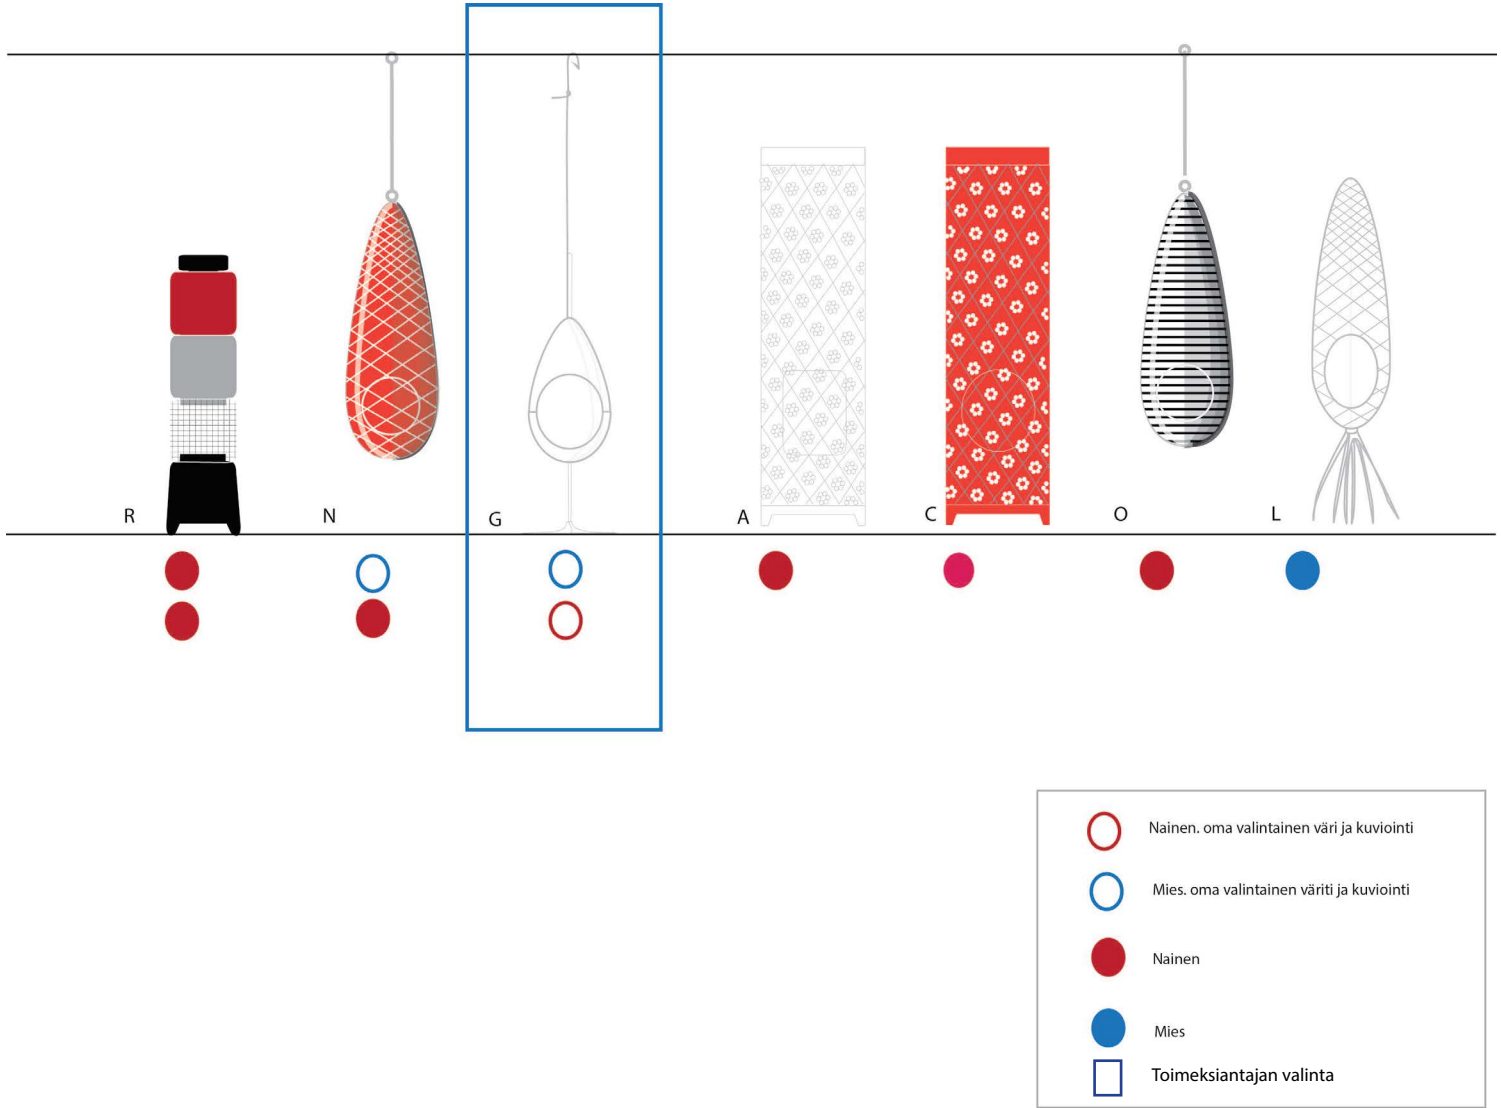 R
N
G
A
C
O
L
Nainen. oma valintainen väri ja kuviointi
Mies. oma valintainen väriti ja kuviointi
Nainen
Mies
Toimeksiantajan valinta